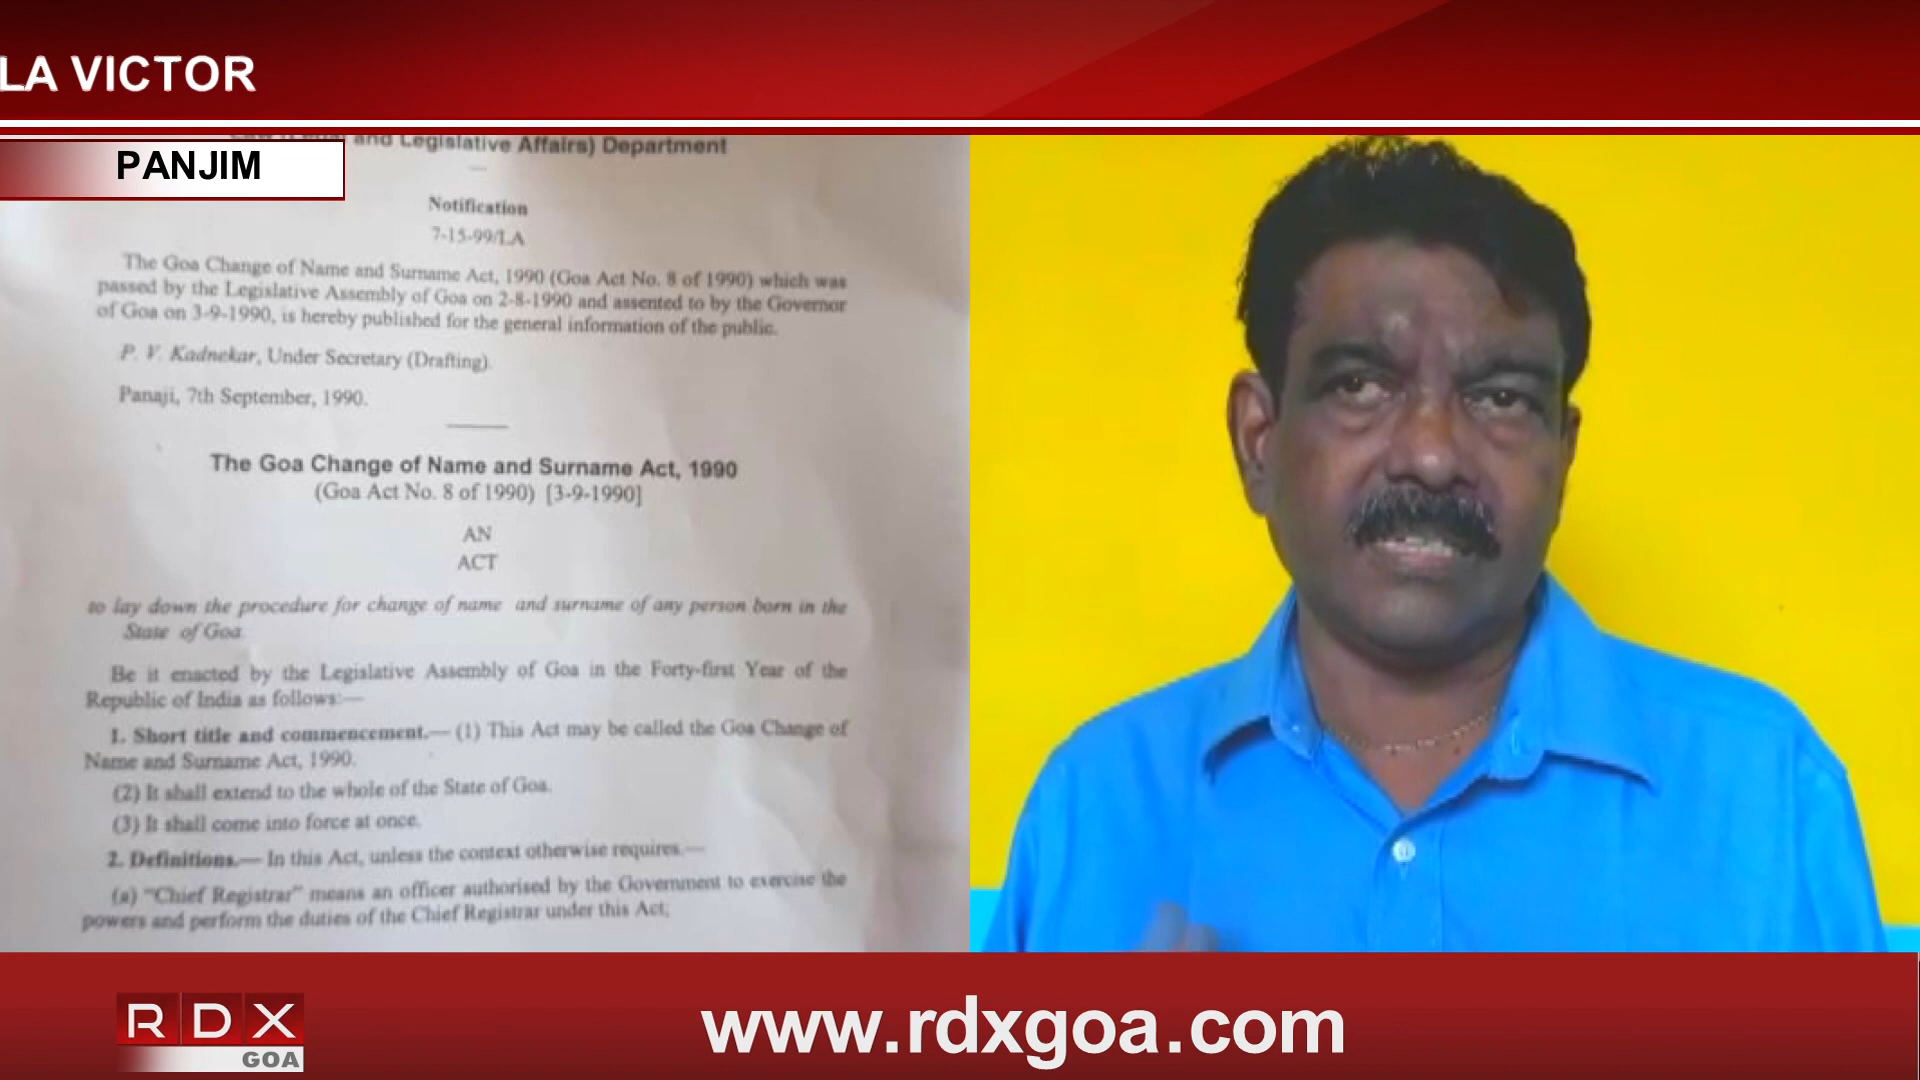 LA VICTOR
PANJIM
and Legislative Affairs) Department
Notification
7-15-99/LA
The Goa Change of Name and Surname Act, 1990 (Goa Act No. 8 of 1990) which was
passed by the Legislative Assembly of Goa on 2-8-1990 and assented to by the Governor
of Goa on 3-9-1990, is hereby published for the general information of the public.
P. V. Kadnekar, Under Secretary (Drafting).
Panaji, 7th September, 1990.
The Goa Change of Name and Surname Act, 1990
(Goa Act No. 8 of 1990) [3-9-1990]
AN
ACT
to lay down the procedure for change of name and surname of any person born in the
State of Goa
Be it enacted by the Legislative Assembly of Goa in the Forty-first Year of the
Republic of India as follows:—
1. Short title and commencement.— (1) This Act may be called the Goa Change of
Name and Surname Act, 1990.
(2) It shall extend to the whole of the State of Goa.
(3) It shall come into force at once.
2. Definitions.— In this Act, unless the context otherwise requires.—
(a) "Chief Registrar" means an officer authorised by the Government to exercise the
powers and perform the duties of the Chief Registrar under this Act;
RDX
GOA
www.rdxgoa.com